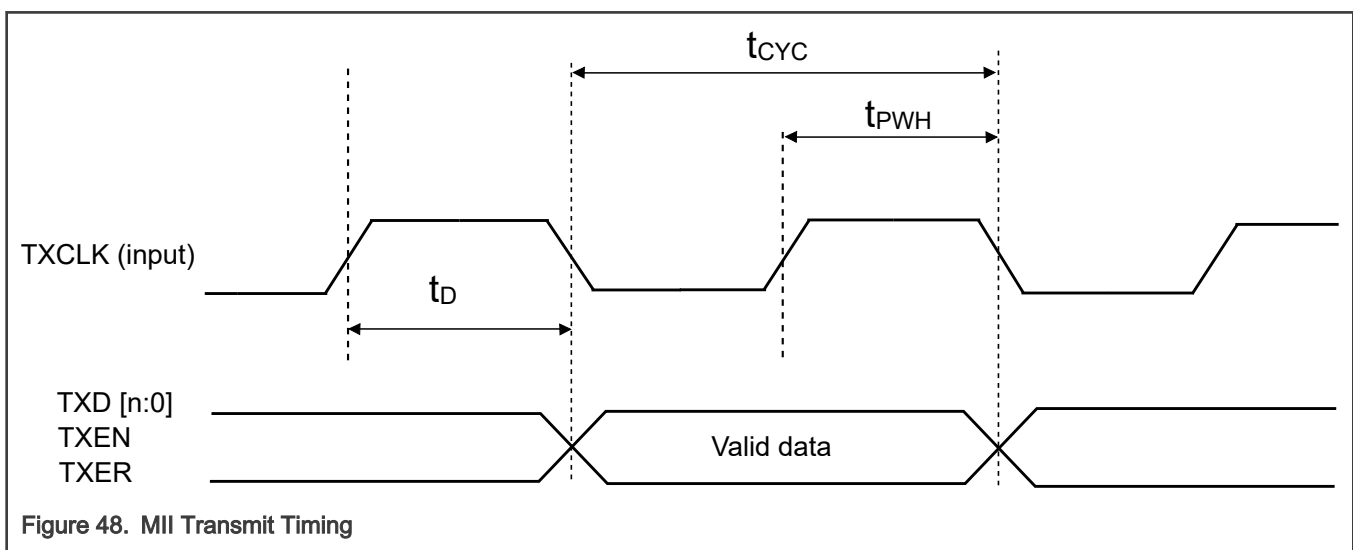 tCYC
tPWH
TXCLK (input)
tD
TXD [n:0]
TXEN
Valid data
TXER
Figure 48. MII Transmit Timing